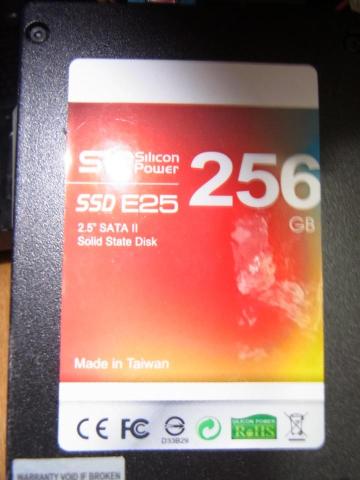 SP Silicon
Power
256
GB
SSD E25
2.5" SATA II
Solid State Disk
Made in Taiwan
CE FC
D33B29
SILICON POWER
RoHS
WARRANTY VOID IF BROKEN